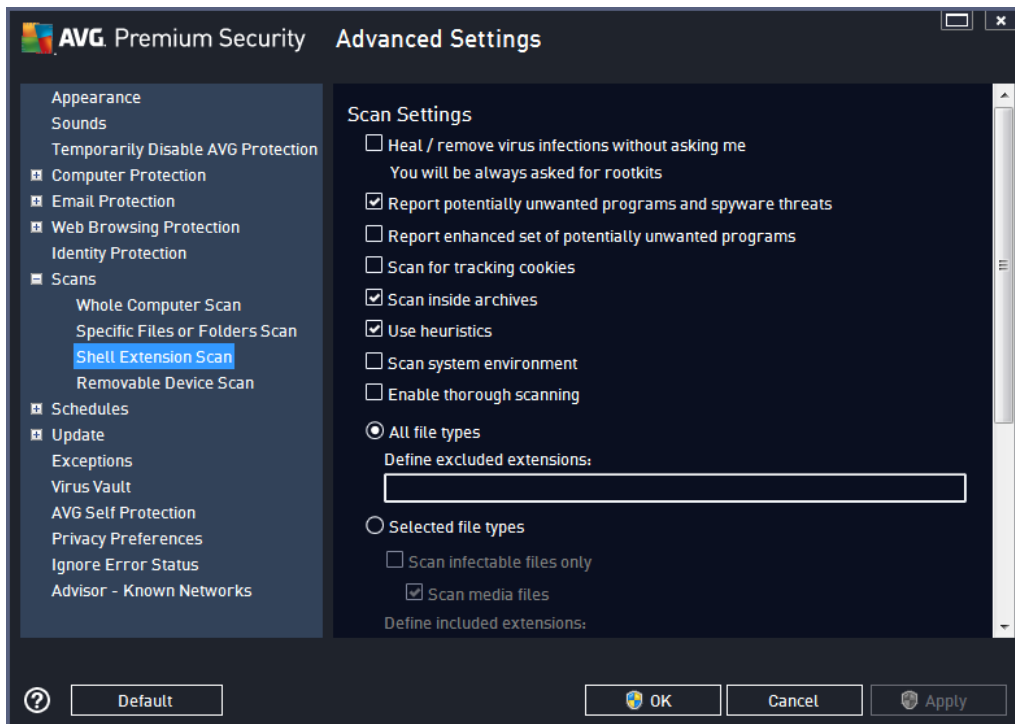 AVG. Premium Security
Advanced Settings
Appearance
Sounds
Temporarily Disable AVG Protection
Computer Protection
Email Protection
Web Browsing Protection
Identity Protection
Scans
Whole Computer Scan
Specific Files or Folders Scan
Shell Extension Scan
Removable Device Scan
Schedules
Update
Exceptions
Virus Vault
AVG Self Protection
Privacy Preferences
Ignore Error Status
Advisor - Known Networks
Scan Settings
Heal / remove virus infections without asking me
You will be always asked for rootkits
Report potentially unwanted programs and spyware threats
Report enhanced set of potentially unwanted programs
Scan for tracking cookies
Scan inside archives
Use heuristics
Scan system environment
Enable thorough scanning
All file types
Define excluded extensions:
Selected file types
Scan infectable files only
Scan media files
Define included extensions:
Default
OK
Cancel
Apply